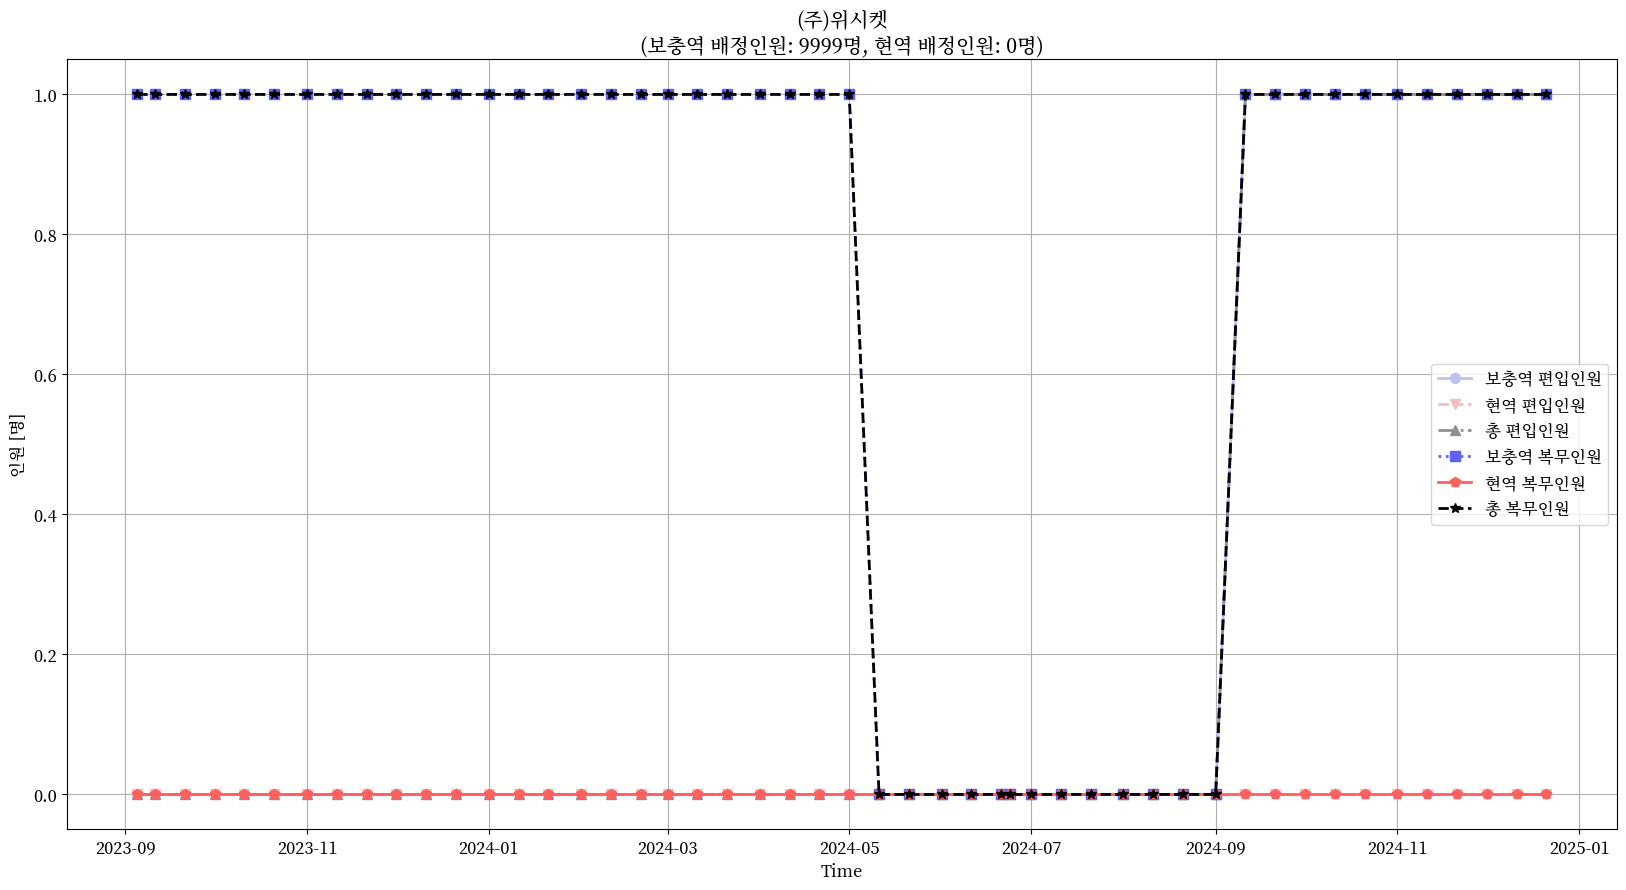 (주)위시켓
(보충역 배정인원: 9999명, 현역 배정인원: 0명)
인원 [명]
1.0
0.8
0.6
0.4
0.2
0.0
보충역 편입인원
현역 편입인원
총 편입인원
보충역 복무인원
현역 복무인원
총 복무인원
2023-09
2023-11
2024-01
2024-03
2024-05
2024-07
2024-09
2024-11
2025-01
Time